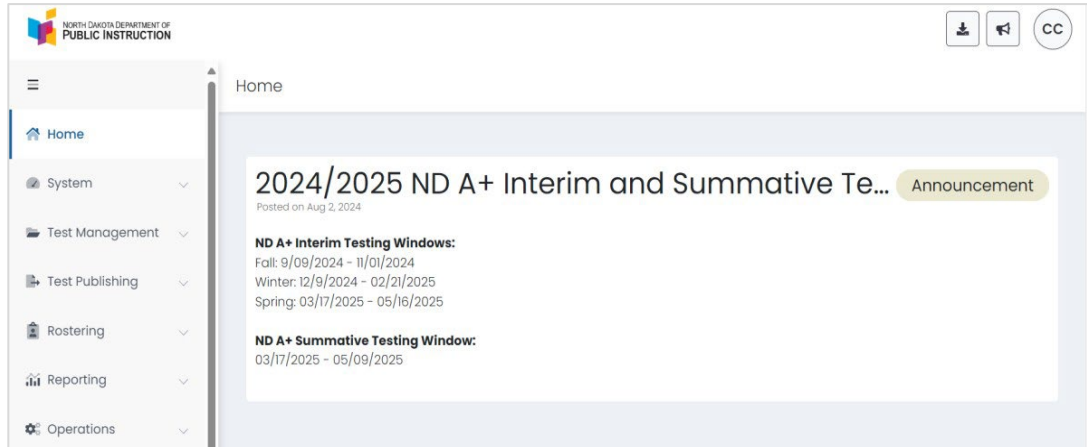 NORTH DAKOTA DEPARTMENT OF
PUBLIC INSTRUCTION
CC
Home
Home
System
Test Management
Test Publishing
Rostering
Reporting
Operations
2024/2025 ND A+ Interim and Summative Te...
Announcement
Posted on Aug 2, 2024
ND A+ Interim Testing Windows:
Fall: 9/09/2024 - 11/01/2024
Winter: 12/9/2024 - 02/21/2025
Spring: 03/17/2025 - 05/16/2025
ND A+ Summative Testing Window:
03/17/2025 - 05/09/2025